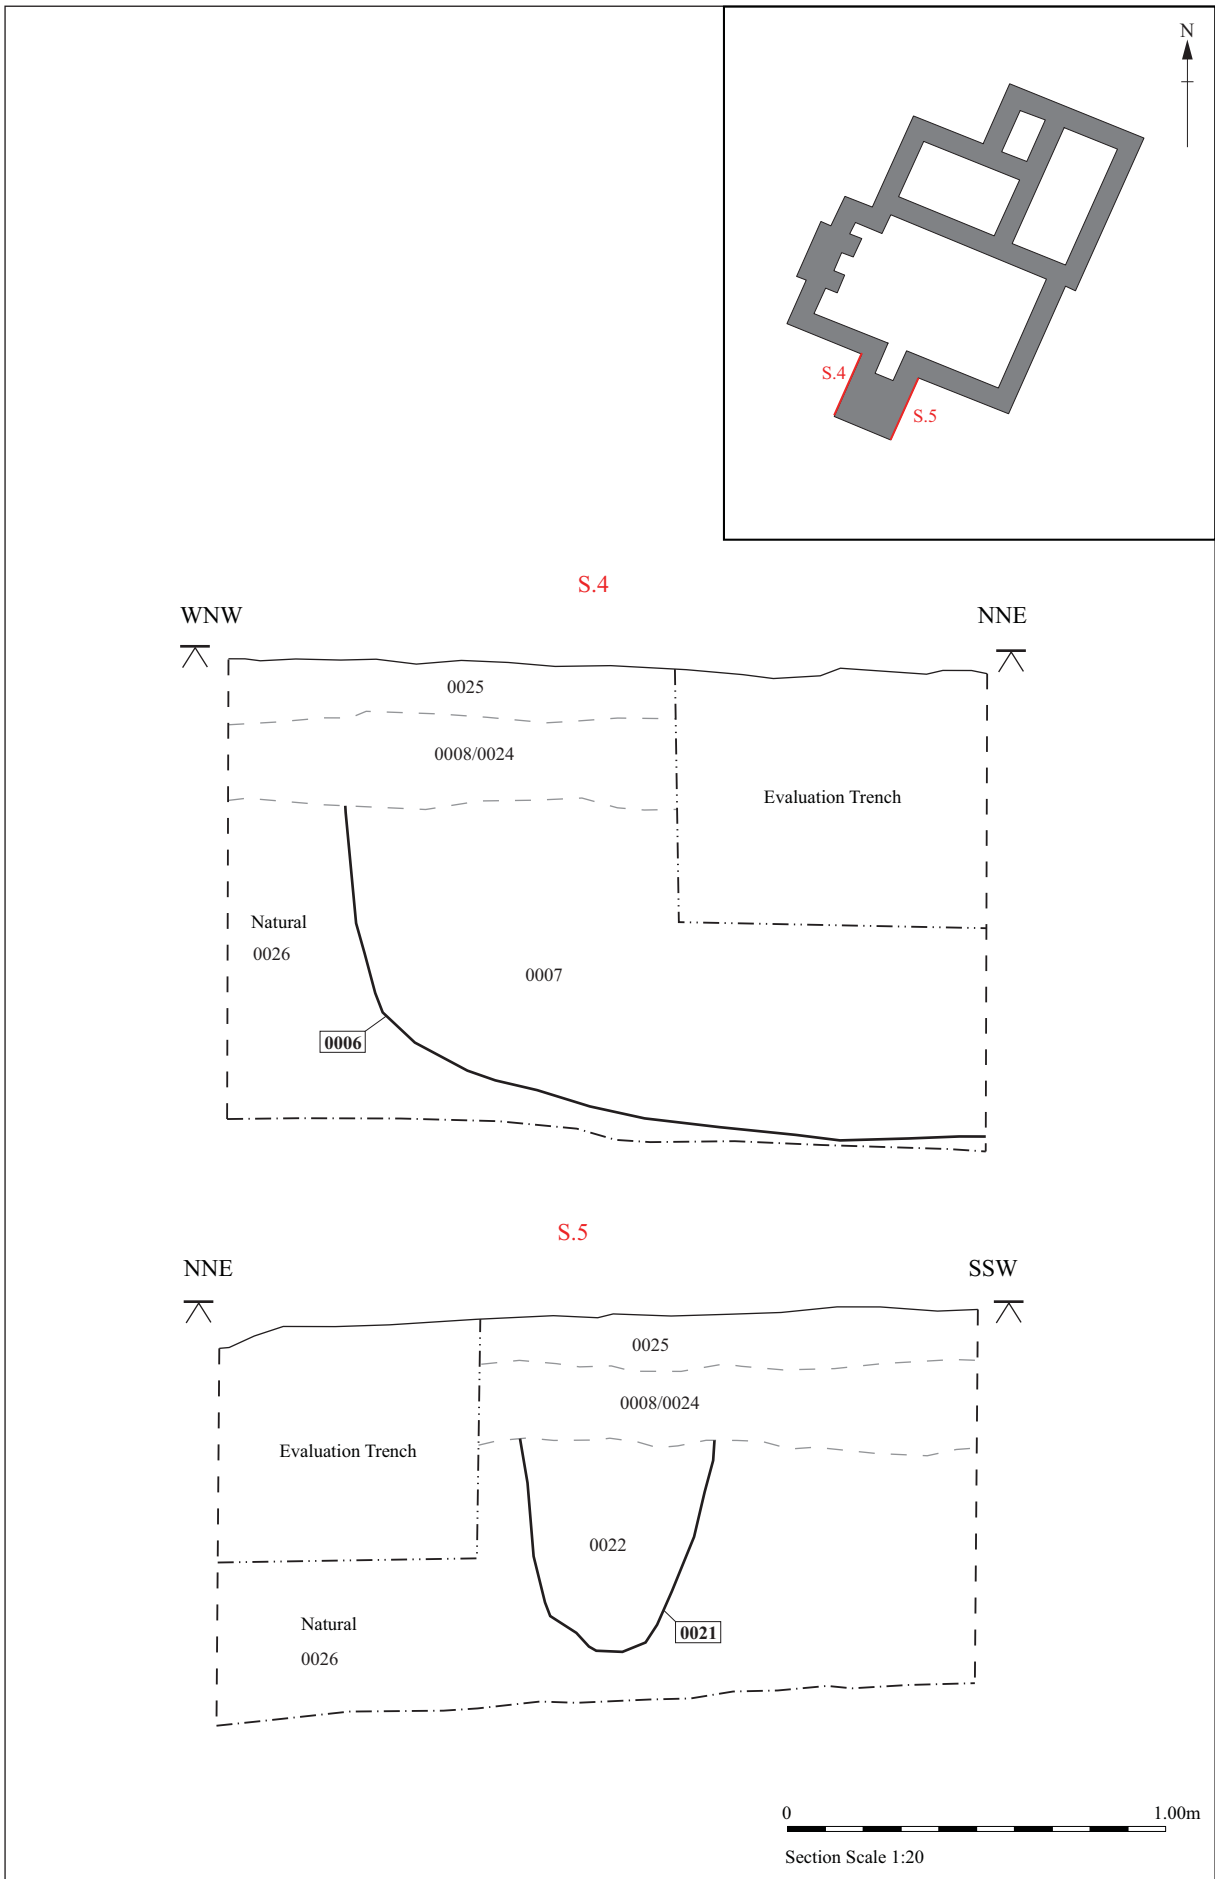 N
S.4
S.5
S.4
WNW NNE
0025
0008/0024
Evaluation Trench
Natural
0026
0007
0006
S.5
NNE SSW
0025
0008/0024
Evaluation Trench
0022
Natural
0026
0021
0 1.00m
Section Scale 1:20